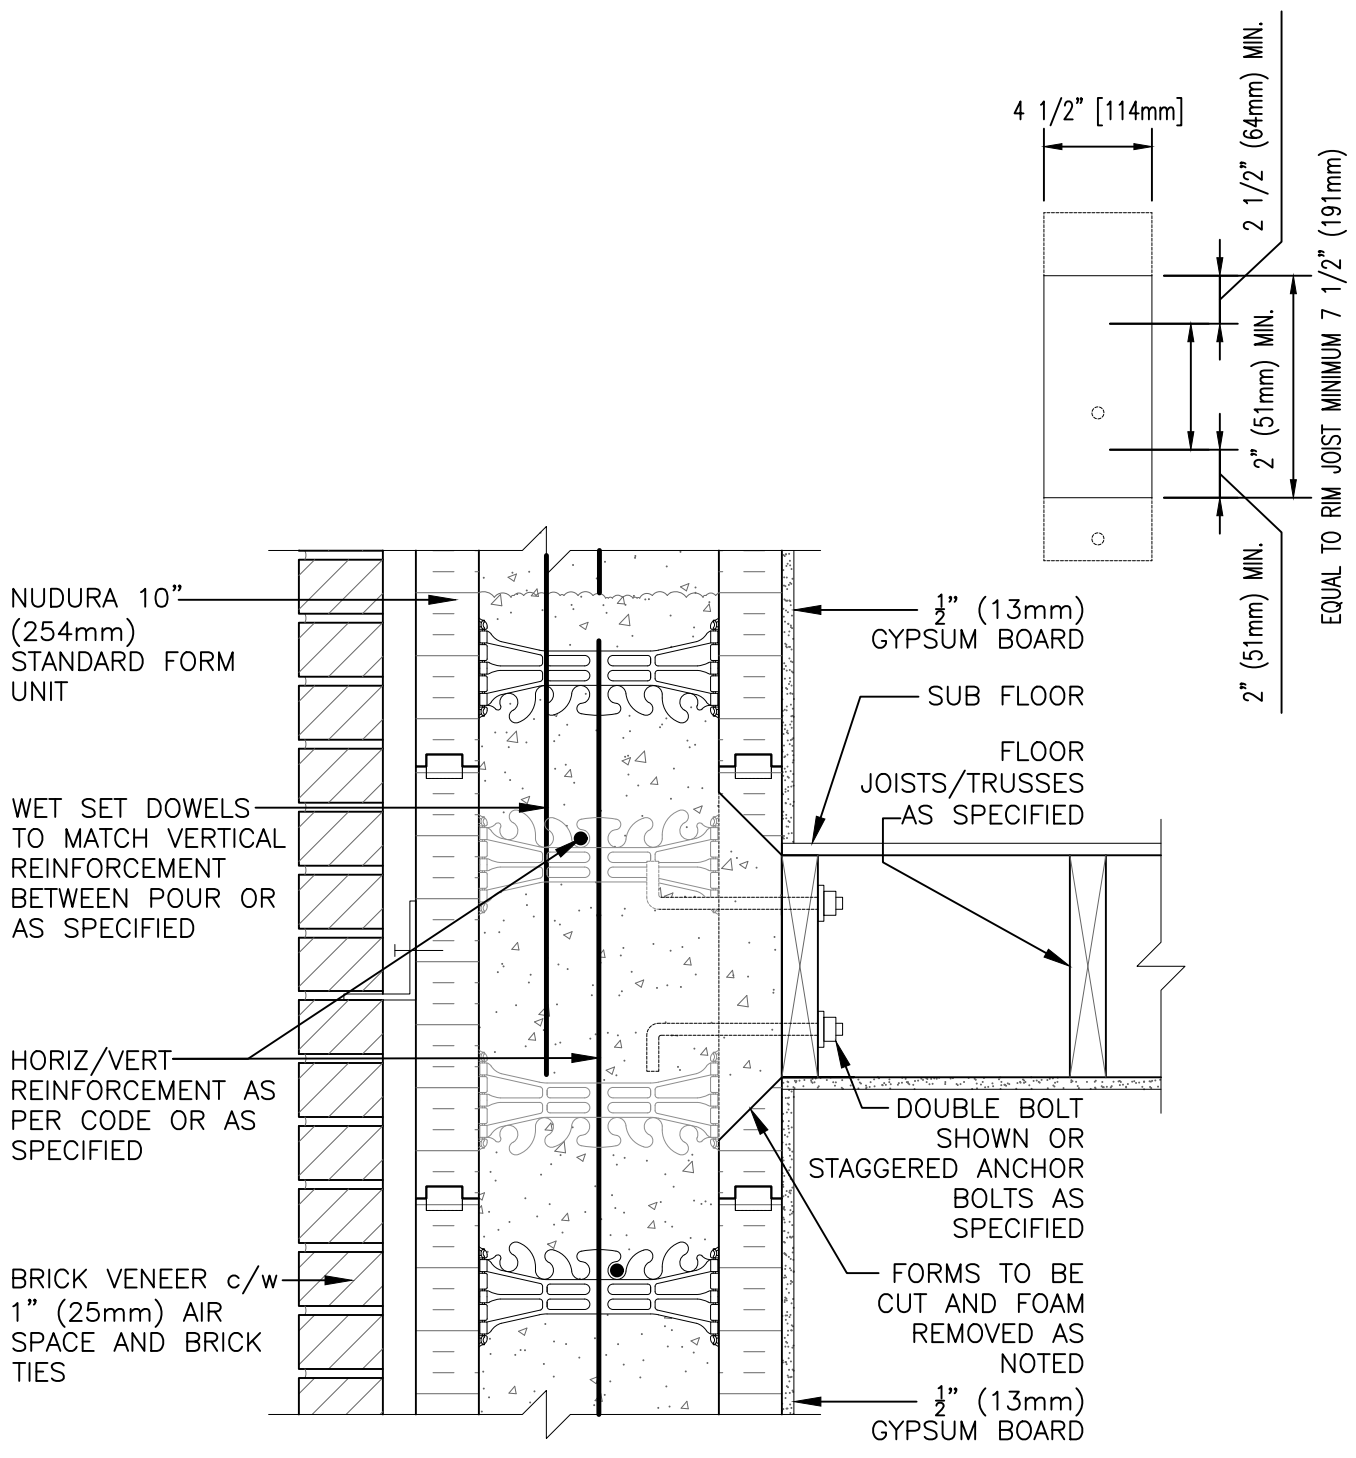 4 1/2" [114mm]
2 1/2" (64mm) MIN.
2" (51mm) MIN.
2" (51mm) MIN.
EQUAL TO RIM JOIST MINIMUM 7 1/2" (191mm)
NUDURA 10"
(254mm)
STANDARD FORM
UNIT
WET SET DOWELS
TO MATCH VERTICAL
REINFORCEMENT
BETWEEN POUR OR
AS SPECIFIED
HORIZ/VERT
REINFORCEMENT AS
PER CODE OR AS
SPECIFIED
BRICK VENEER c/w
1" (25mm) AIR
SPACE AND BRICK
TIES
1/2" (13mm)
GYPSUM BOARD
SUB FLOOR
FLOOR
JOISTS/TRUSSES
AS SPECIFIED
DOUBLE BOLT
SHOWN OR
STAGGERED ANCHOR
BOLTS AS
SPECIFIED
FORMS TO BE
CUT AND FOAM
REMOVED AS
NOTED
1/2" (13mm)
GYPSUM BOARD